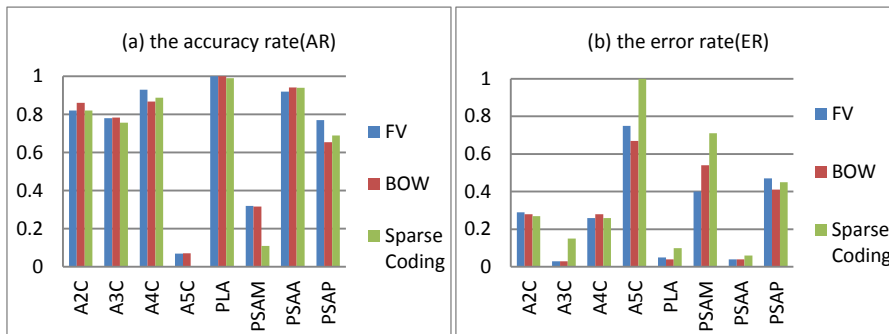 (a) the accuracy rate(AR)
1
0.8
0.6
0.4
0.2
0
A2C
A3C
A4C
A5C
PLA
PSAM
PSAA
PSAP
FV
BOW
Sparse
Coding
(b) the error rate(ER)
1
0.8
0.6
0.4
0.2
0
A2C
A3C
A4C
A5C
PLA
PSAM
PSAA
PSAP
FV
BOW
Sparse
Coding